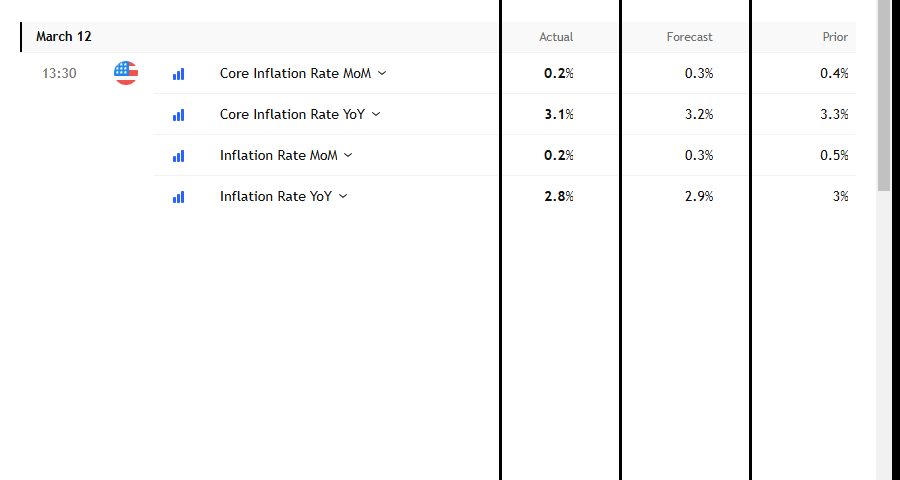 March 12 Actual Forecast Prior
13:30 Core Inflation Rate MoM 0.2% 0.3% 0.4%
Core Inflation Rate YoY 3.1% 3.2% 3.3%
Inflation Rate MoM 0.2% 0.3% 0.5%
Inflation Rate YoY 2.8% 2.9% 3%